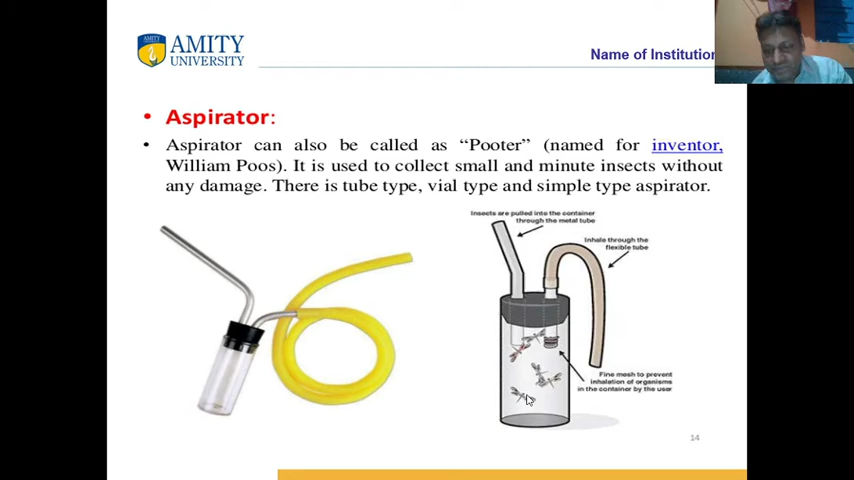 AMITY
AMITY
UNIVERSITY
Name of Institution
• Aspirator:
• Aspirator can also be called as “Pooter” (named for inventor,
William Poos). It is used to collect small and minute insects without
any damage. There is tube type, vial type and simple type aspirator.
Insects are pulled into the container
through the metal tube
Inhale through the
flexible tube
Fine mesh to prevent
inhalation of organisms
in the container by the user
14